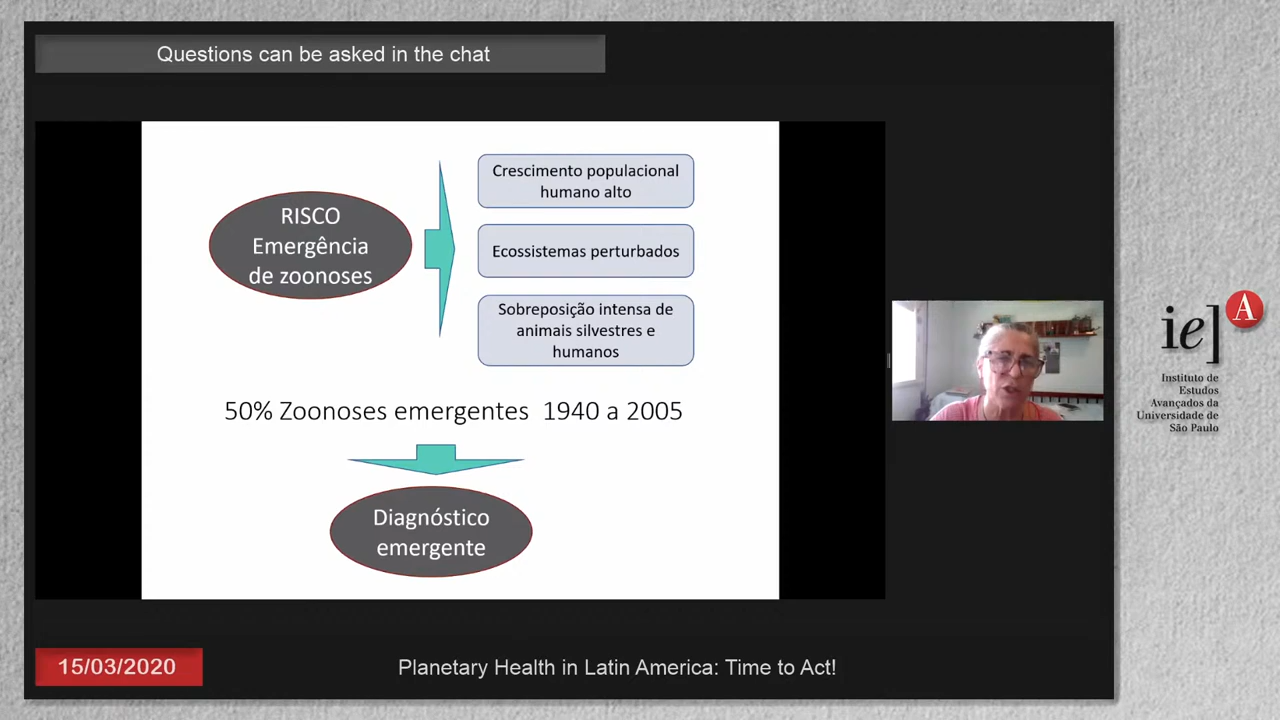 Questions can be asked in the chat
RISCO
Emergência
de zoonoses
Crescimento populacional
humano alto
Ecossistemas perturbados
Sobreposição intensa de
animais silvestres e
humanos
50% Zoonoses emergentes 1940 a 2005
Diagnóstico
emergente
ie] A
Instituto de
Estudos
Avançados da
Universidade de
São Paulo
15/03/2020
Planetary Health in Latin America: Time to Act!